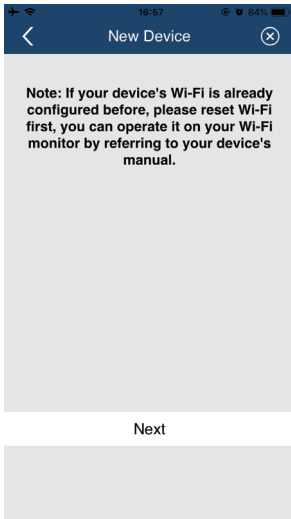 16:57
84%
New Device
Note: If your device's Wi-Fi is already
configured before, please reset Wi-Fi
first, you can operate it on your Wi-Fi
monitor by referring to your device's
manual.
Next